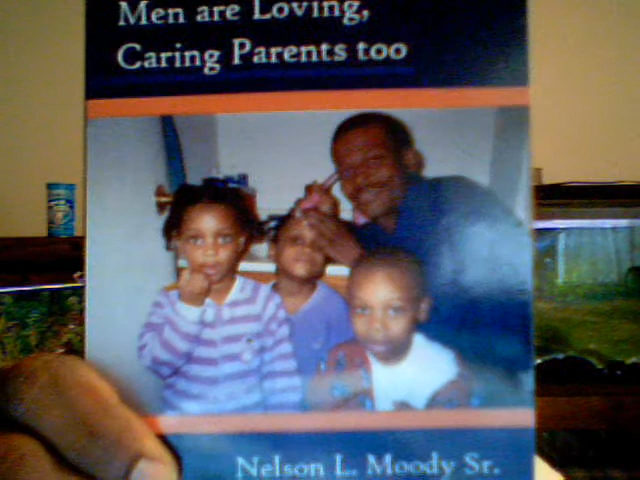 Men are Loving,
Caring Parents too
Nelson L. Moody Sr.